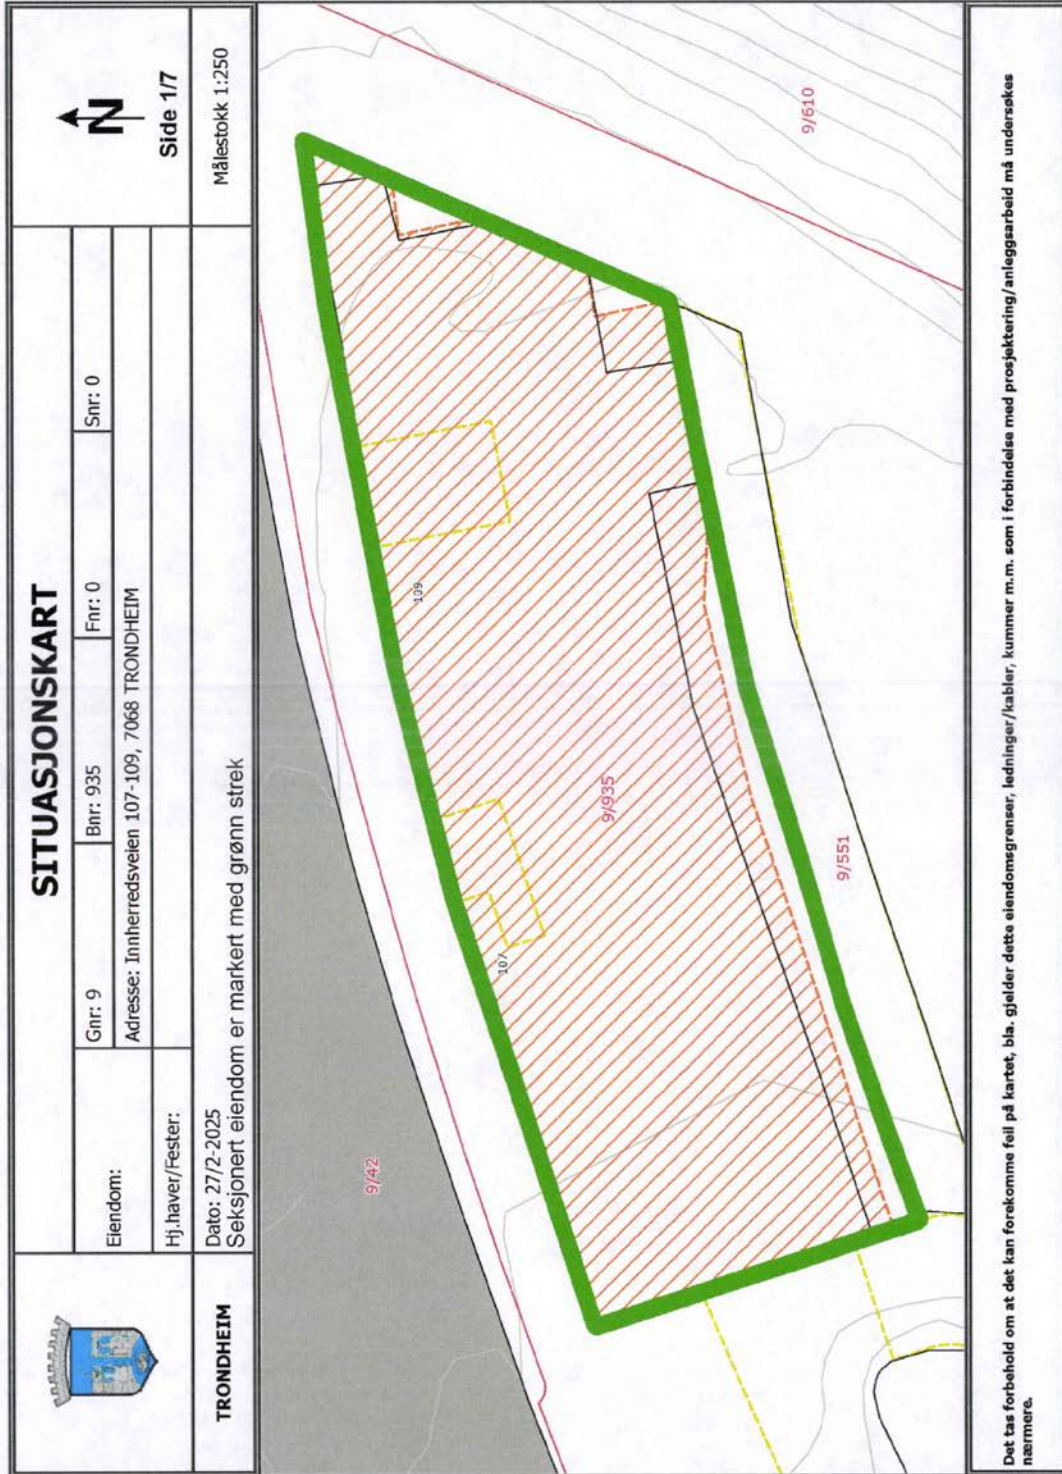 SITUASJONSKART
Eiendom:
Gnr: 9
Bnr: 935
Fnr: 0
Snr: 0
Adresse: Innherredsveien 107-109, 7068 TRONDHEIM
Hj.haver/Fester:
N
Side 1/7
TRONDHEIM
Dato: 27/2-2025
Seksjonert eiendom er markert med grønn strek
Målestokk 1:250
9/42
109
107
9/935
9/551
9/610
Det tas forbehold om at det kan forekomme feil på kartet, bla. gjelder dette eiendomsgrenser, ledninger/kabler, kummer m.m. som i forbindelse med prosjektering/anleggsarbeid må undersøkes
nærmere.